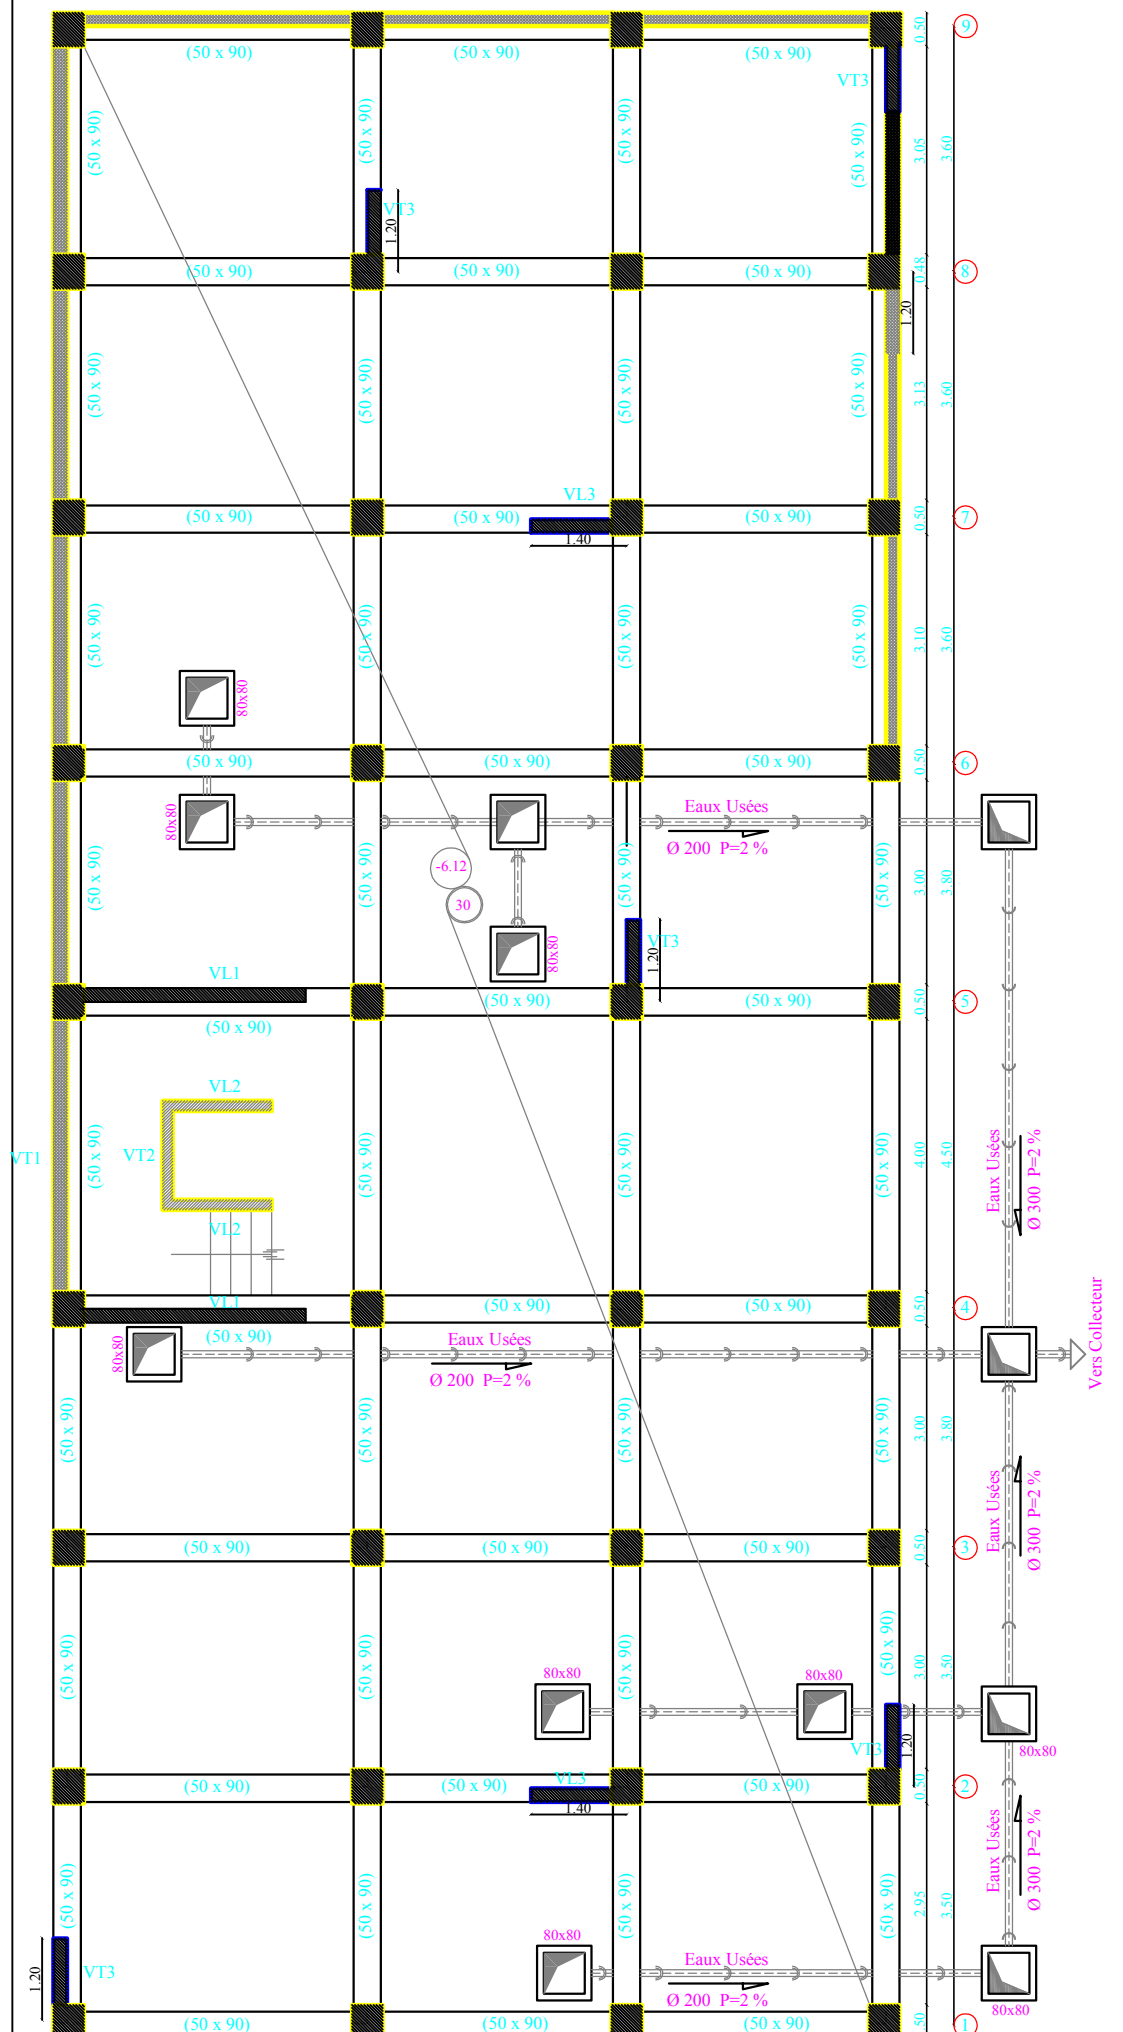 (50 x 90)
(50 x 90)
(50 x 90)
0.50
9
VT3
(50 x 90)
(50 x 90)
(50 x 90)
(50 x 90)
3.05
3.60
VT3
1.20
(50 x 90)
(50 x 90)
(50 x 90)
0.48
8
1.20
(50 x 90)
(50 x 90)
(50 x 90)
(50 x 90)
3.13
3.60
VL3
(50 x 90)
(50 x 90)
(50 x 90)
0.50
7
1.40
(50 x 90)
(50 x 90)
(50 x 90)
(50 x 90)
3.10
3.60
80x80
(50 x 90)
(50 x 90)
(50 x 90)
0.50
6
80x80
Eaux Usées
Ø 200 P=2 %
-6.12
30
(50 x 90)
(50 x 90)
(50 x 90)
3.00
3.80
80x80
VT3
1.20
VL1
(50 x 90)
(50 x 90)
(50 x 90)
0.50
5
VL2
VT1
(50 x 90)
VT2
(50 x 90)
(50 x 90)
(50 x 90)
4.00
4.50
Eaux Usées
Ø 300 P=2 %
VL2
VL1
(50 x 90)
(50 x 90)
(50 x 90)
0.50
4
80x80
Eaux Usées
Ø 200 P=2 %
Vers Collecteur
(50 x 90)
(50 x 90)
(50 x 90)
(50 x 90)
3.00
3.80
Eaux Usées
Ø 300 P=2 %
(50 x 90)
(50 x 90)
(50 x 90)
0.50
3
(50 x 90)
(50 x 90)
(50 x 90)
(50 x 90)
3.00
3.50
80x80
80x80
80x80
VT3
1.20
(50 x 90)
(50 x 90)
VL3
(50 x 90)
0.50
2
1.40
(50 x 90)
(50 x 90)
(50 x 90)
(50 x 90)
2.95
3.50
Eaux Usées
Ø 300 P=2 %
1.20
VT3
80x80
Eaux Usées
Ø 200 P=2 %
80x80
(50 x 90)
(50 x 90)
(50 x 90)
50
1